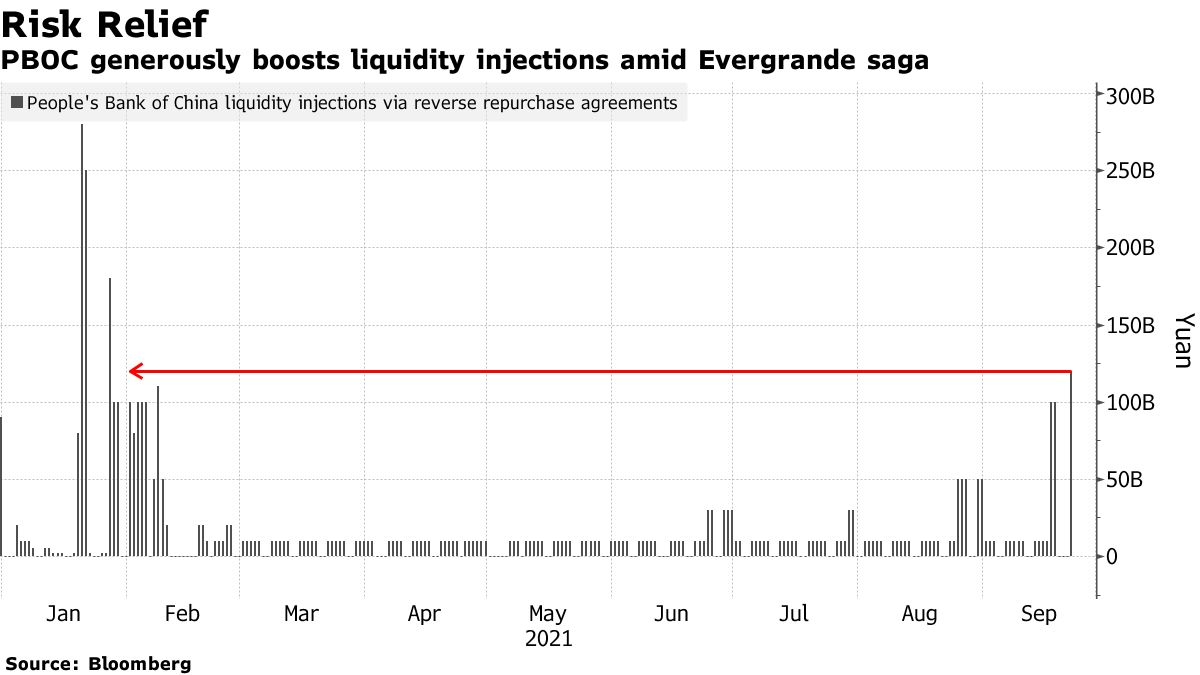 Risk Relief
PBOC generously boosts liquidity injections amid Evergrande saga
People's Bank of China liquidity injections via reverse repurchase agreements
300B
250B
200B
150B
100B
50B
0
Yuan
Jan Feb Mar Apr May Jun Jul Aug Sep
2021
Source: Bloomberg